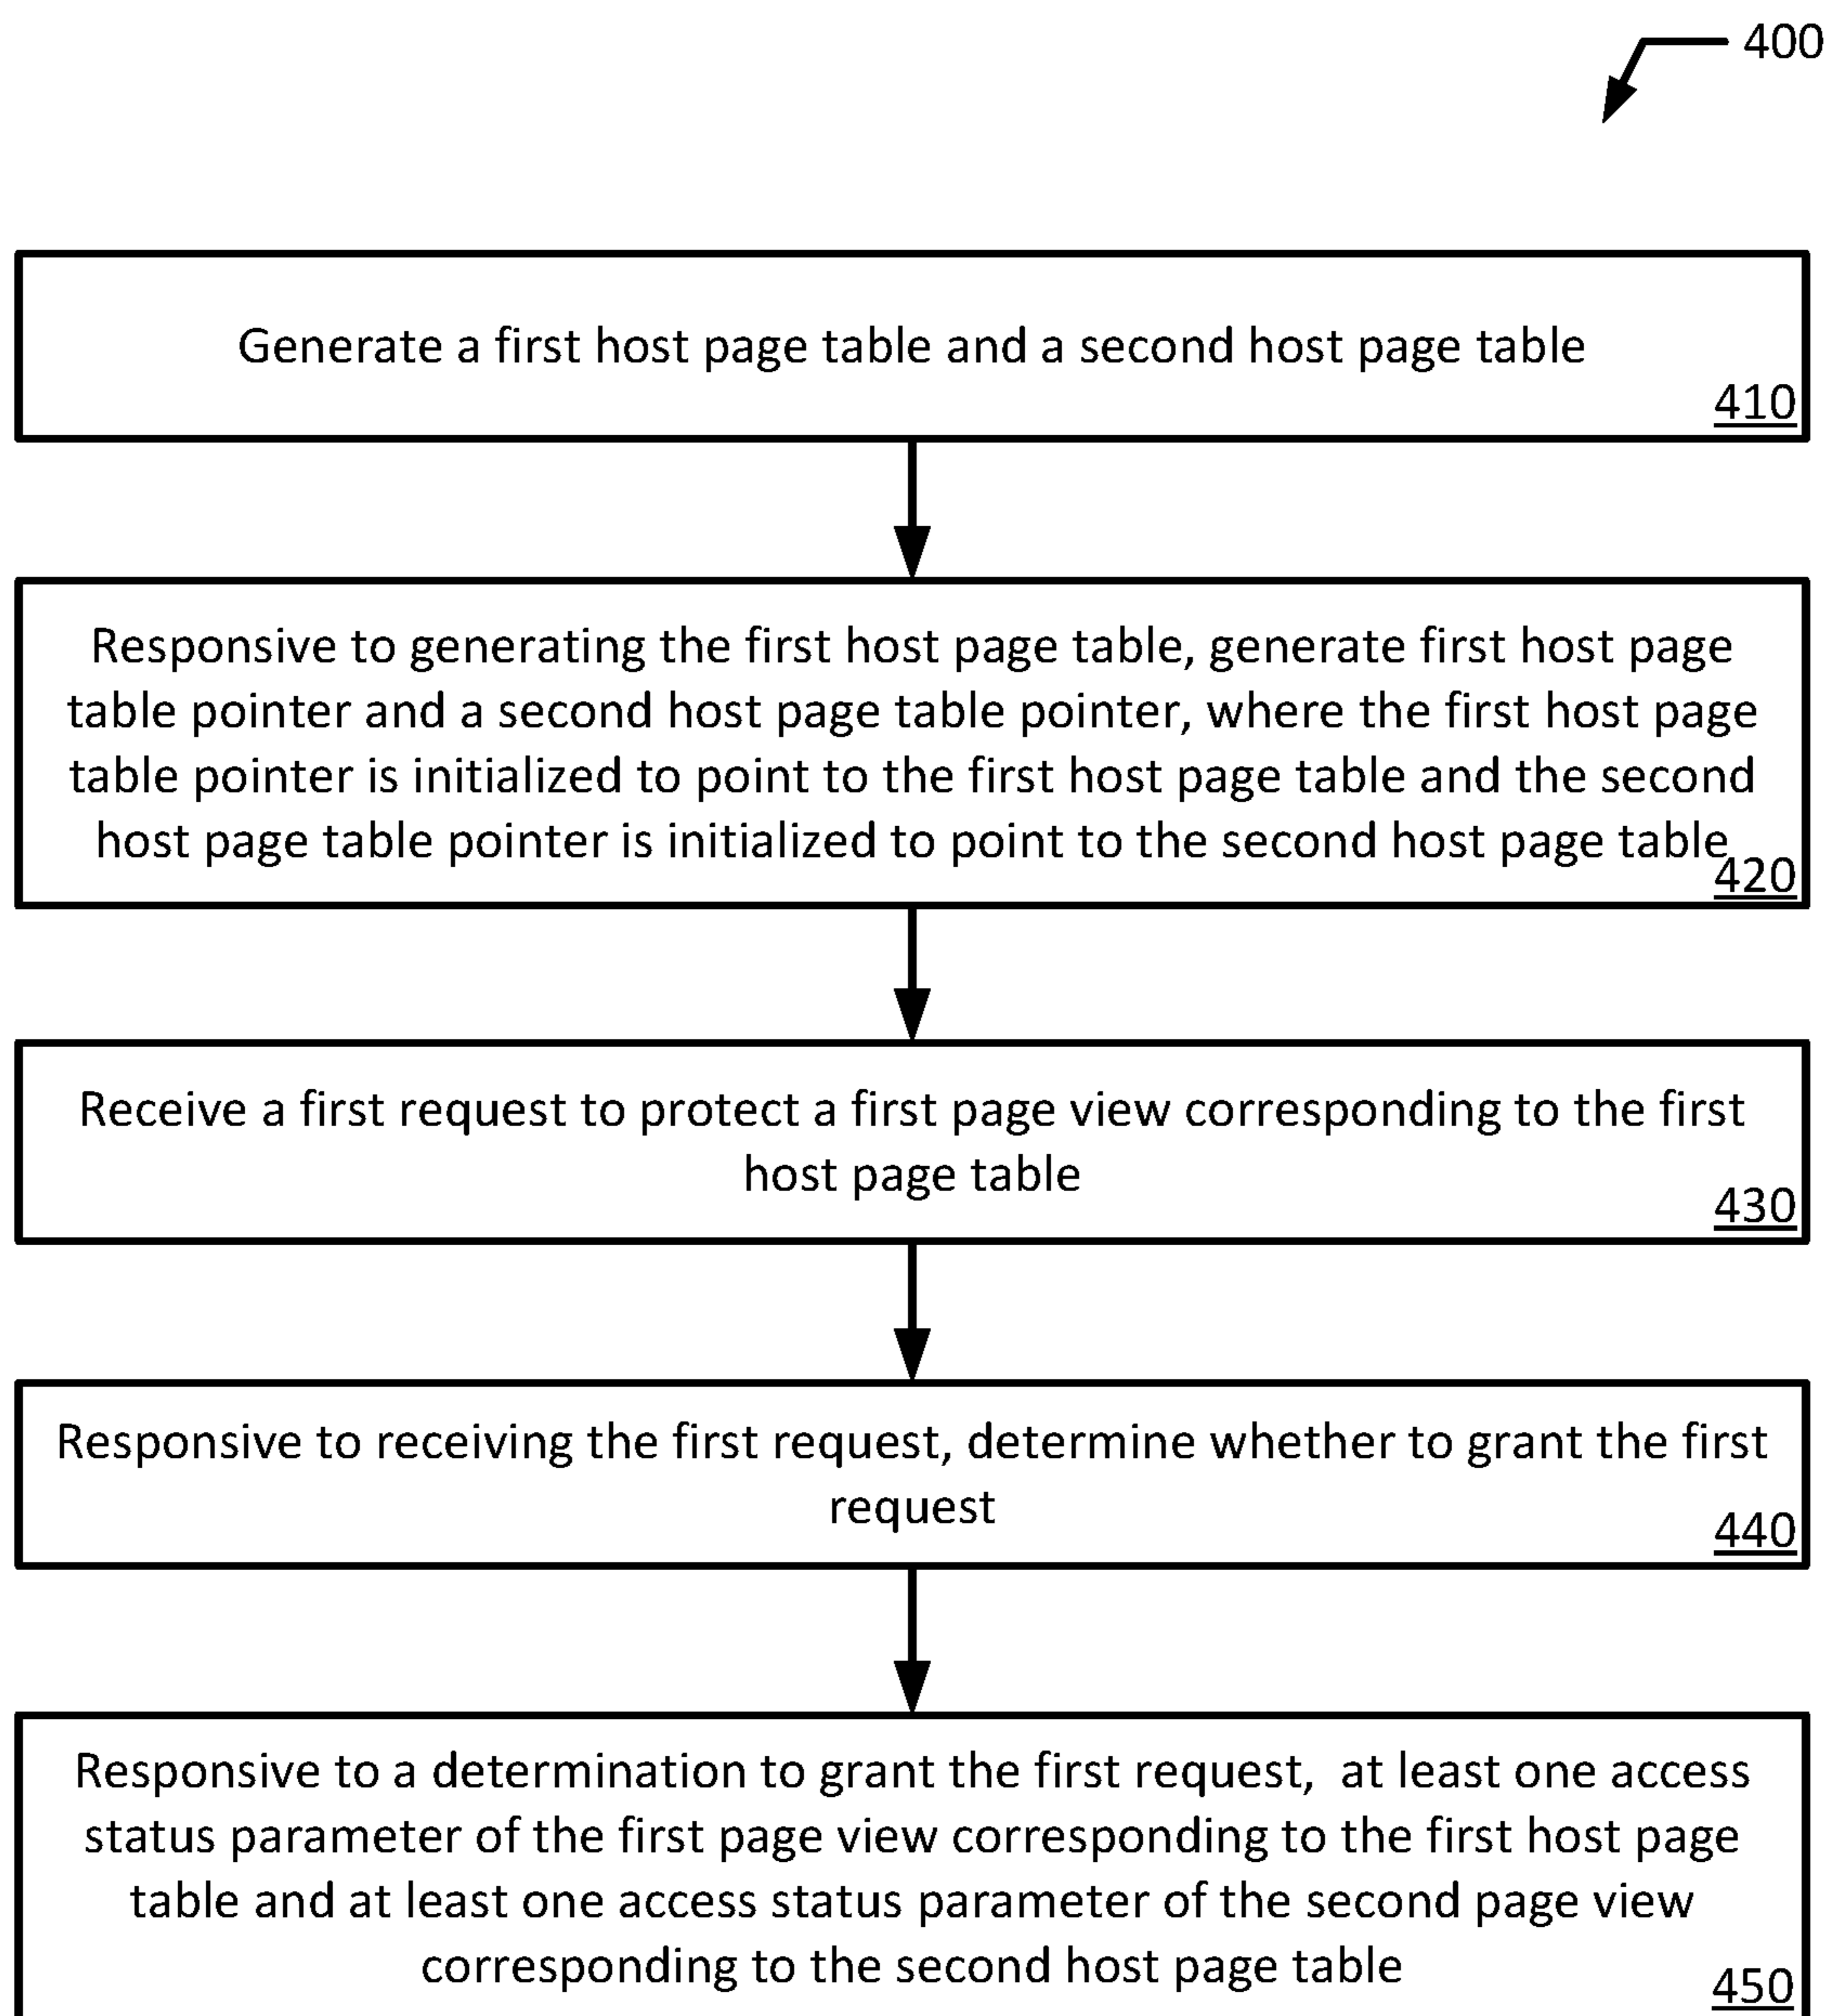 400
Generate a first host page table and a second host page table
410
Responsive to generating the first host page table, generate first host page
table pointer and a second host page table pointer, where the first host page
table pointer is initialized to point to the first host page table and the second
host page table pointer is initialized to point to the second host page table
420
Receive a first request to protect a first page view corresponding to the first
host page table
430
Responsive to receiving the first request, determine whether to grant the first
request
440
Responsive to a determination to grant the first request,  at least one access
status parameter of the first page view corresponding to the first host page
table and at least one access status parameter of the second page view
corresponding to the second host page table
450